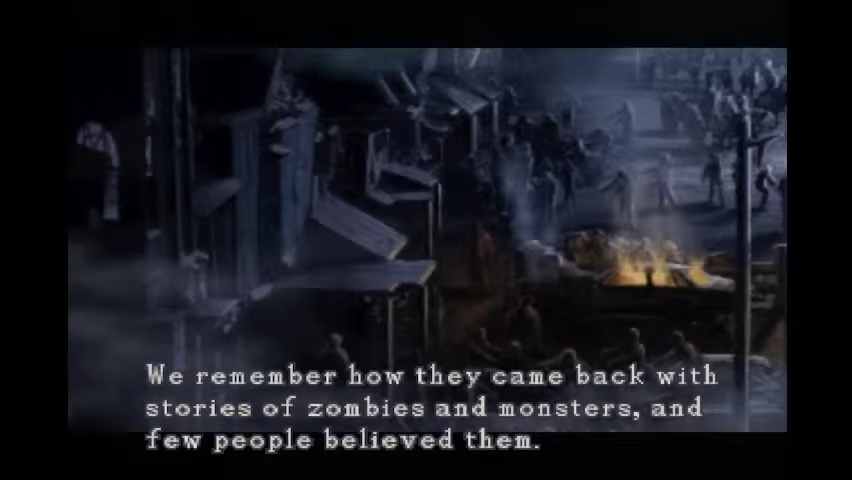 We remember how they came back with
stories of zombies and monsters, and
few people believed them.